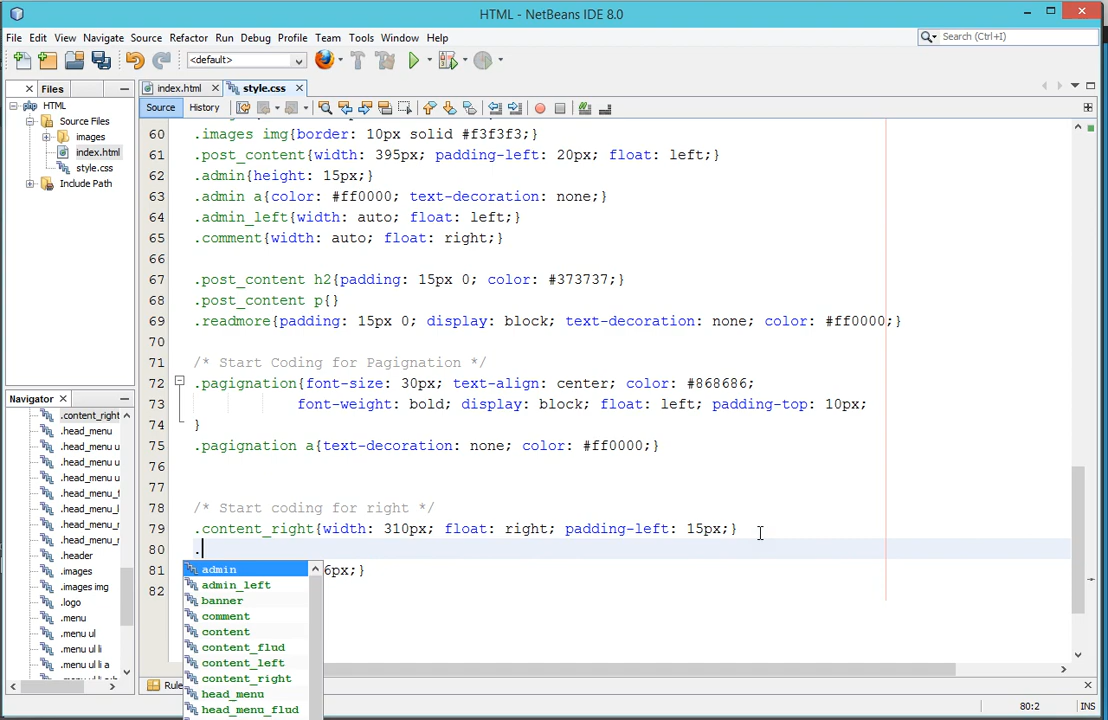 HTML - NetBeans IDE 8.0
File Edit View Navigate Source Refactor Run Debug Profile Team Tools Window Help
Search (Ctrl+I)
<default>
Files
HTML
Source Files
images
index.html
style.css
Include Path
index.html style.css
Source History
60 .images img{border: 10px solid #f3f3f3;}
61 .post_content{width: 395px; padding-left: 20px; float: left;}
62 .admin{height: 15px;}
63 .admin a{color: #ff0000; text-decoration: none;}
64 .admin_left{width: auto; float: left;}
65 .comment{width: auto; float: right;}
66
67 .post_content h2{padding: 15px 0; color: #373737;}
68 .post_content p{}
69 .readmore{padding: 15px 0; display: block; text-decoration: none; color: #ff0000;}
70
71 /* Start Coding for Pagignation */
72 .pagignation{font-size: 30px; text-align: center; color: #868686;
73 font-weight: bold; display: block; float: left; padding-top: 10px;
74 }
75 .pagignation a{text-decoration: none; color: #ff0000;}
76
77
78 /* Start coding for right */
79 .content_right{width: 310px; float: right; padding-left: 15px;}
80 .
81 6px;}
82
admin
admin_left
banner
comment
content
content_flud
content_left
content_right
head_menu
head_menu_flud
Navigator
.content_right
.head_menu
.head_menu u
.head_menu u
.head_menu u
.head_menu_f
.head_menu_l
.head_menu_r
.head_menu_r
.header
.images
.images img
.logo
.menu
.menu ul
.menu ul li
.menu ul li a
Rule
80:2 INS